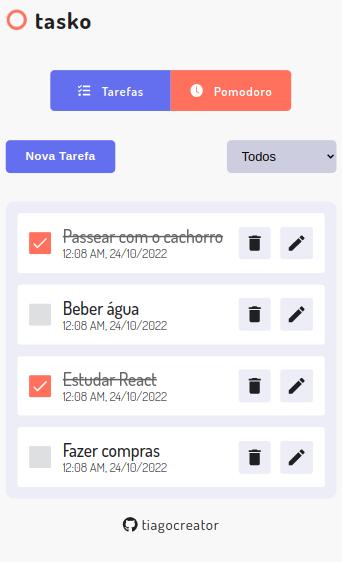 tasko
Tarefas
Pomodoro
Nova Tarefa
Todos
Passear com o cachorro
12:08 AM, 24/10/2022
Beber água
12:08 AM, 24/10/2022
Estudar React
12:08 AM, 24/10/2022
Fazer compras
12:08 AM, 24/10/2022
tiagocreator